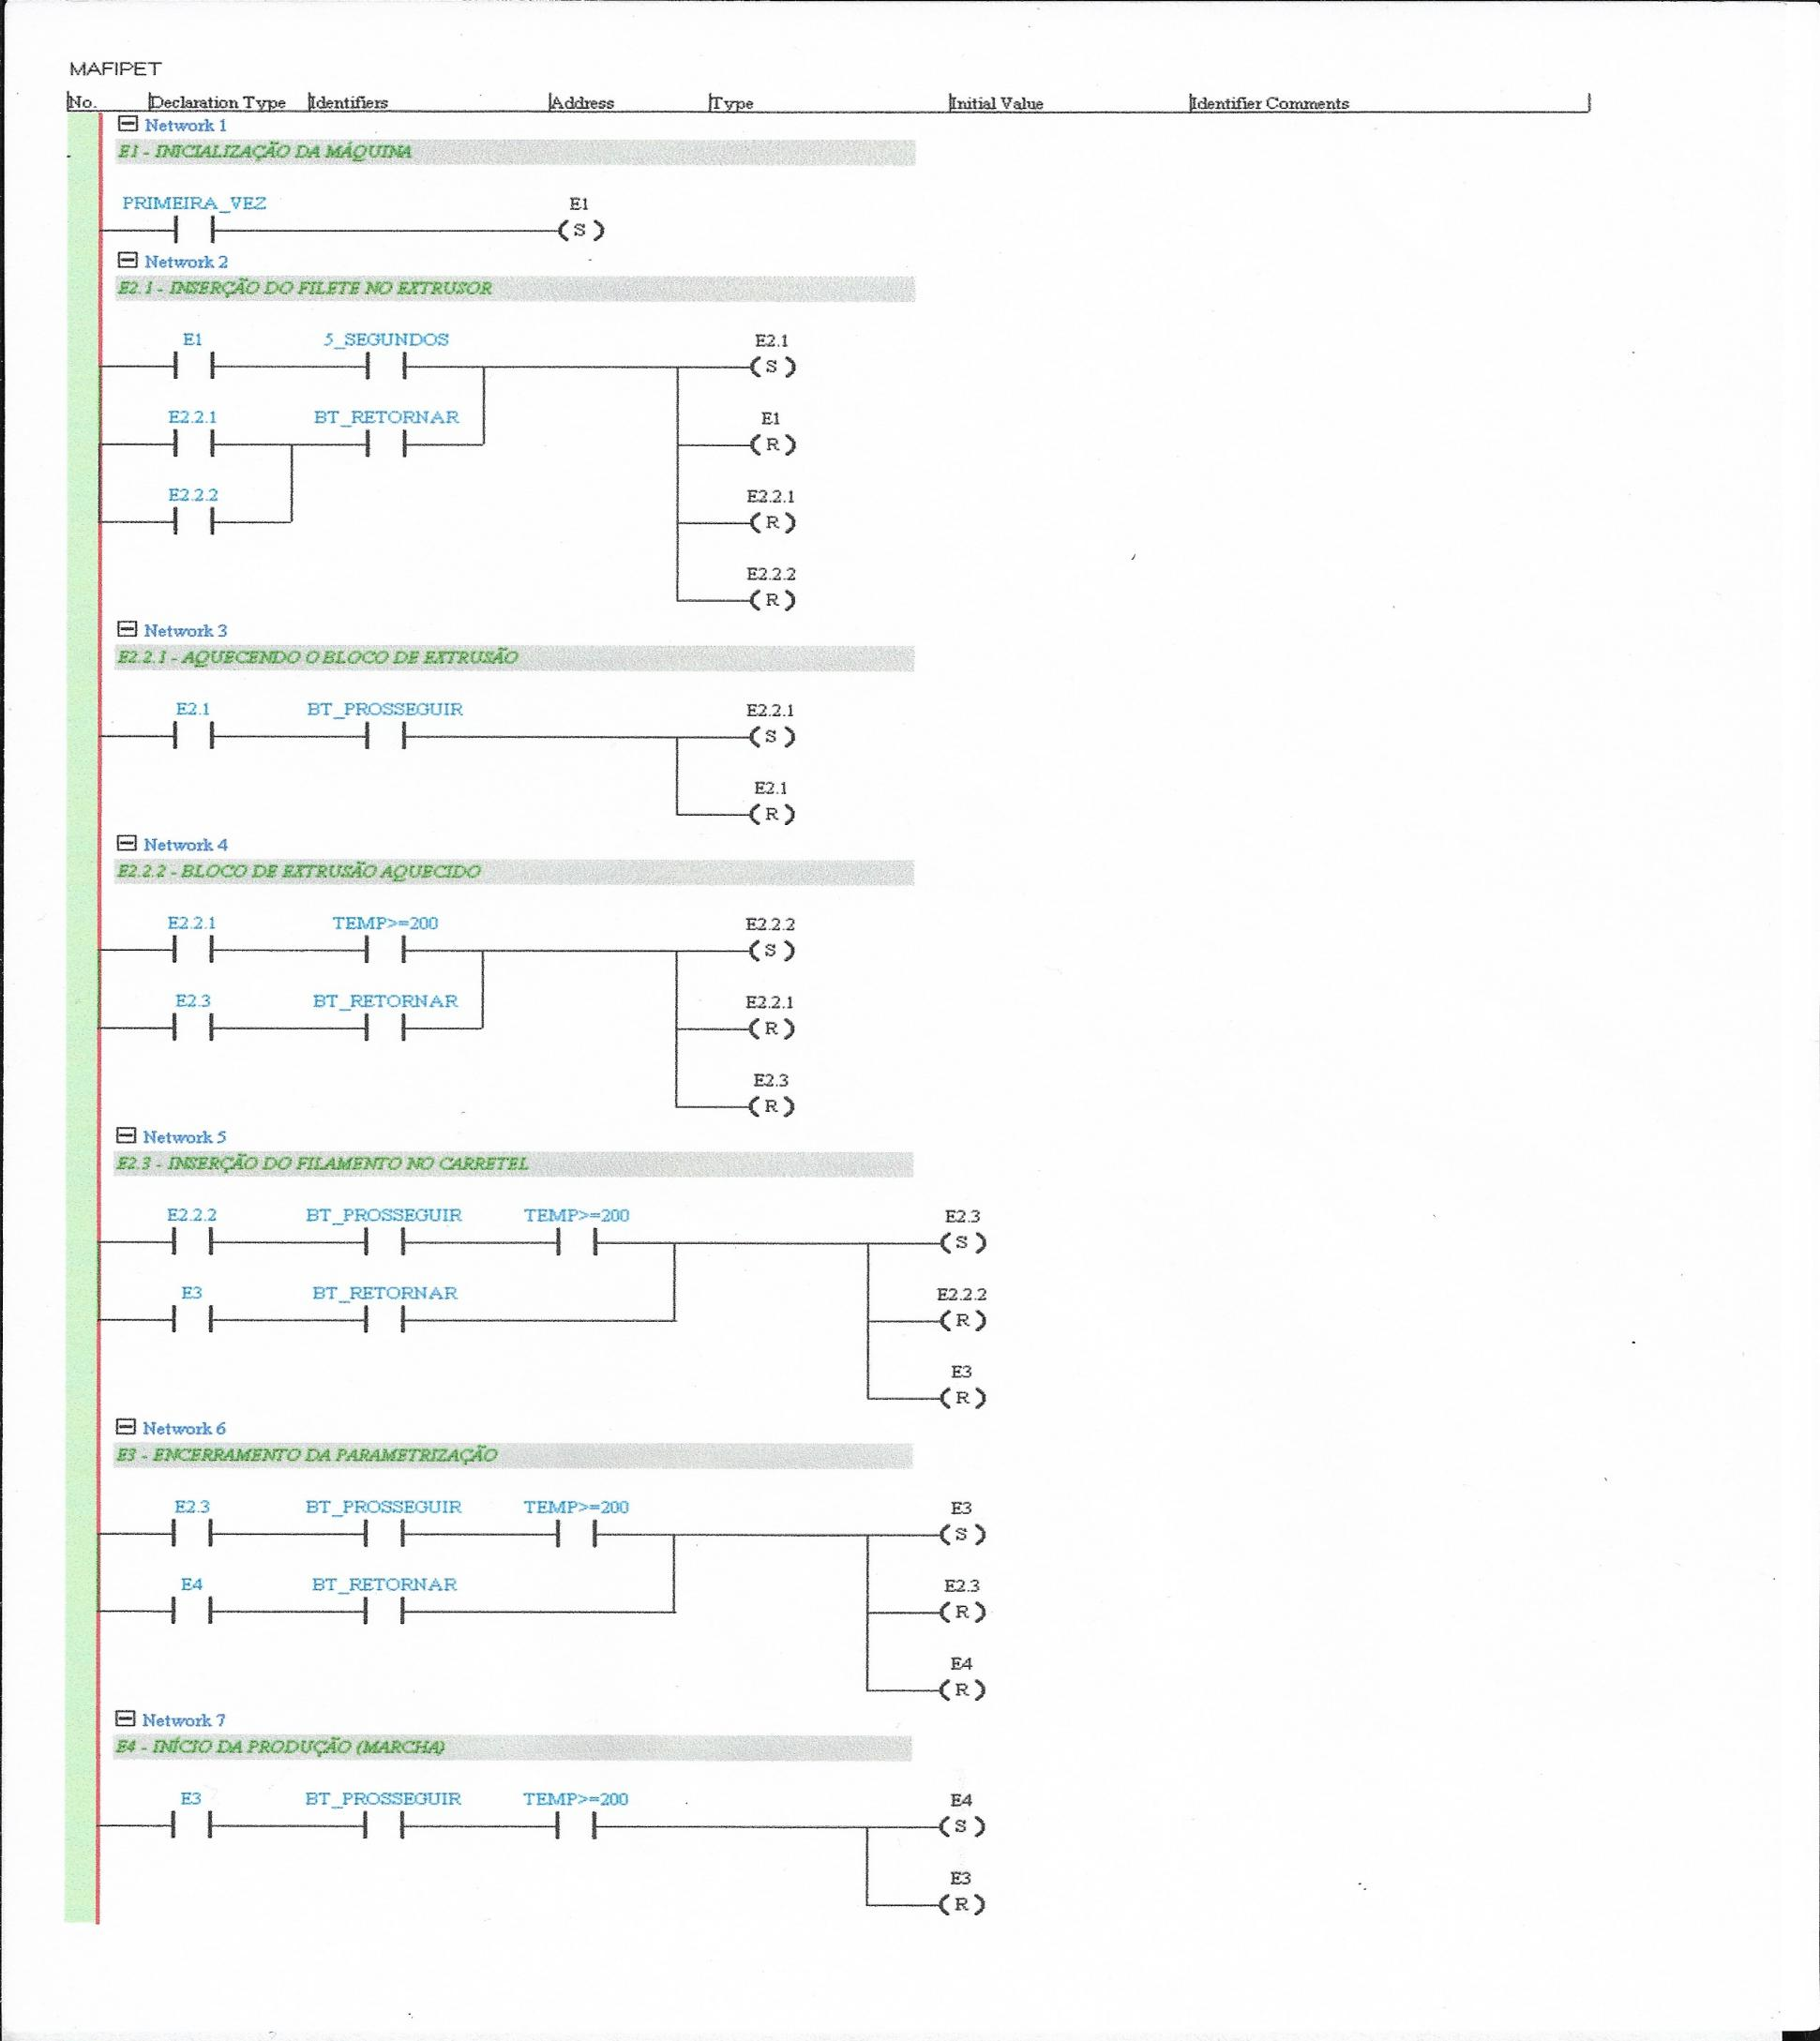 MAFIPET
No. Declaration Type Identifiers Address Type Initial Value Identifier Comments
Network 1
E1 - INICIALIZAÇÃO DA MÁQUINA
PRIMEIRA_VEZ E1
(S)
Network 2
E2.1 - INSERÇÃO DO FILETE NO EXTRUSOR
E1 5_SEGUNDOS E2.1
(S)
E2.2.1 BT_RETORNAR E1
(R)
E2.2.2 E2.2.1
(R)
E2.2.2
(R)
Network 3
E2.2.1 - AQUECENDO O BLOCO DE EXTRUSÃO
E2.1 BT_PROSSEGUIR E2.2.1
(S)
E2.1
(R)
Network 4
E2.2.2 - BLOCO DE EXTRUSÃO AQUECIDO
E2.2.1 TEMP>=200 E2.2.2
(S)
E2.3 BT_RETORNAR E2.2.1
(R)
E2.3
(R)
Network 5
E2.3 - INSERÇÃO DO FILAMENTO NO CARRETEL
E2.2.2 BT_PROSSEGUIR TEMP>=200 E2.3
(S)
E3 BT_RETORNAR E2.2.2
(R)
E3
(R)
Network 6
E3 - ENCERRAMENTO DA PARAMETRIZAÇÃO
E2.3 BT_PROSSEGUIR TEMP>=200 E3
(S)
E4 BT_RETORNAR E2.3
(R)
E4
(R)
Network 7
E4 - INÍCIO DA PRODUÇÃO (MARCHA)
E3 BT_PROSSEGUIR TEMP>=200 E4
(S)
E3
(R)